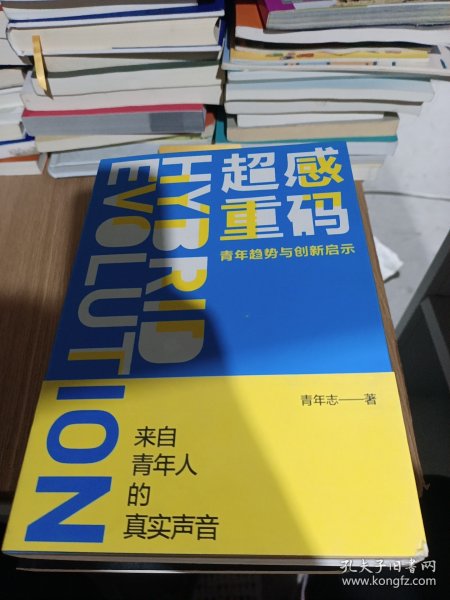 超感
重码
青年趋势与创新启示
HYBRID
EVOLUTION
青年志——著
来自
青年人
的
真实声音
孔夫子旧书网
www.kongfz.com